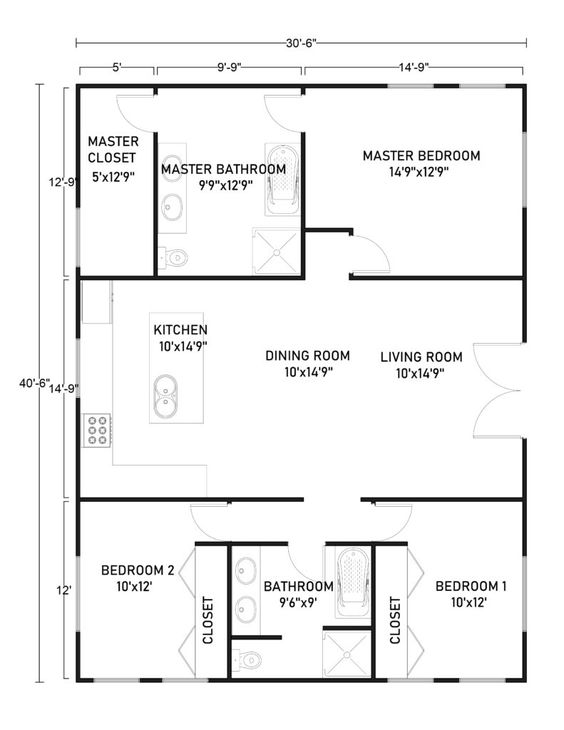 30'-6"
5'
9'-9"
14'-9"
MASTER
CLOSET
5'x12'9"
MASTER BATHROOM
9'9"x12'9"
MASTER BEDROOM
14'9"x12'9"
12'-9"
KITCHEN
10'x14'9"
DINING ROOM
10'x14'9"
LIVING ROOM
10'x14'9"
40'-6"
14'-9"
BEDROOM 2
10'x12'
BATHROOM
9'6"x9'
BEDROOM 1
10'x12'
12'
CLOSET
CLOSET